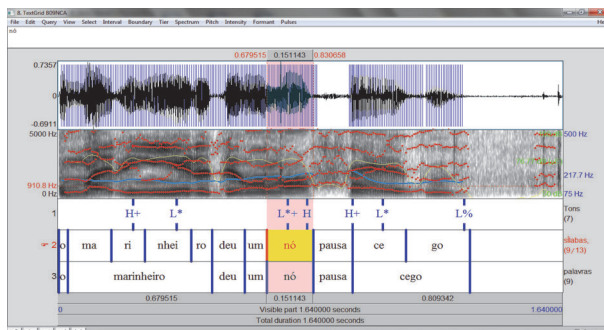 8. TextGrid B09NCA
File Edit Query View Select Interval Boundary Tier Spectrum Pitch Intensity Formant Pulses He
nó
0.679515 0.151143 0.830658
0.7357
0
-0.6911
5000 Hz 500 Hz
910.8 Hz 217.7 Hz
0 Hz 75 Hz
1 H+ L* L*+ H H+ L* L% Tons (7)
2 o ma ri nhei ro deu um nó pausa ce go sílabas, (9/13)
3 o marinheiro deu um nó pausa cego palavras (9)
0.679515 0.151143 0.809342
0 Visible part 1.640000 seconds 1.640000
Total duration 1.640000 seconds